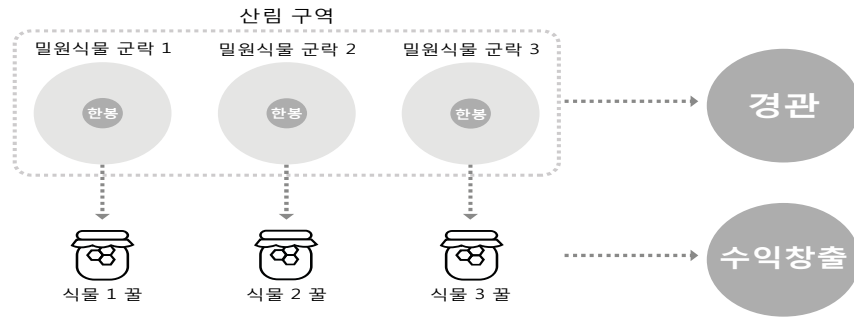 산림 구역
밀원식물 군락 1 밀원식물 군락 2 밀원식물 군락 3
한봉 한봉 한봉
경관
수익창출
식물 1 꿀 식물 2 꿀 식물 3 꿀